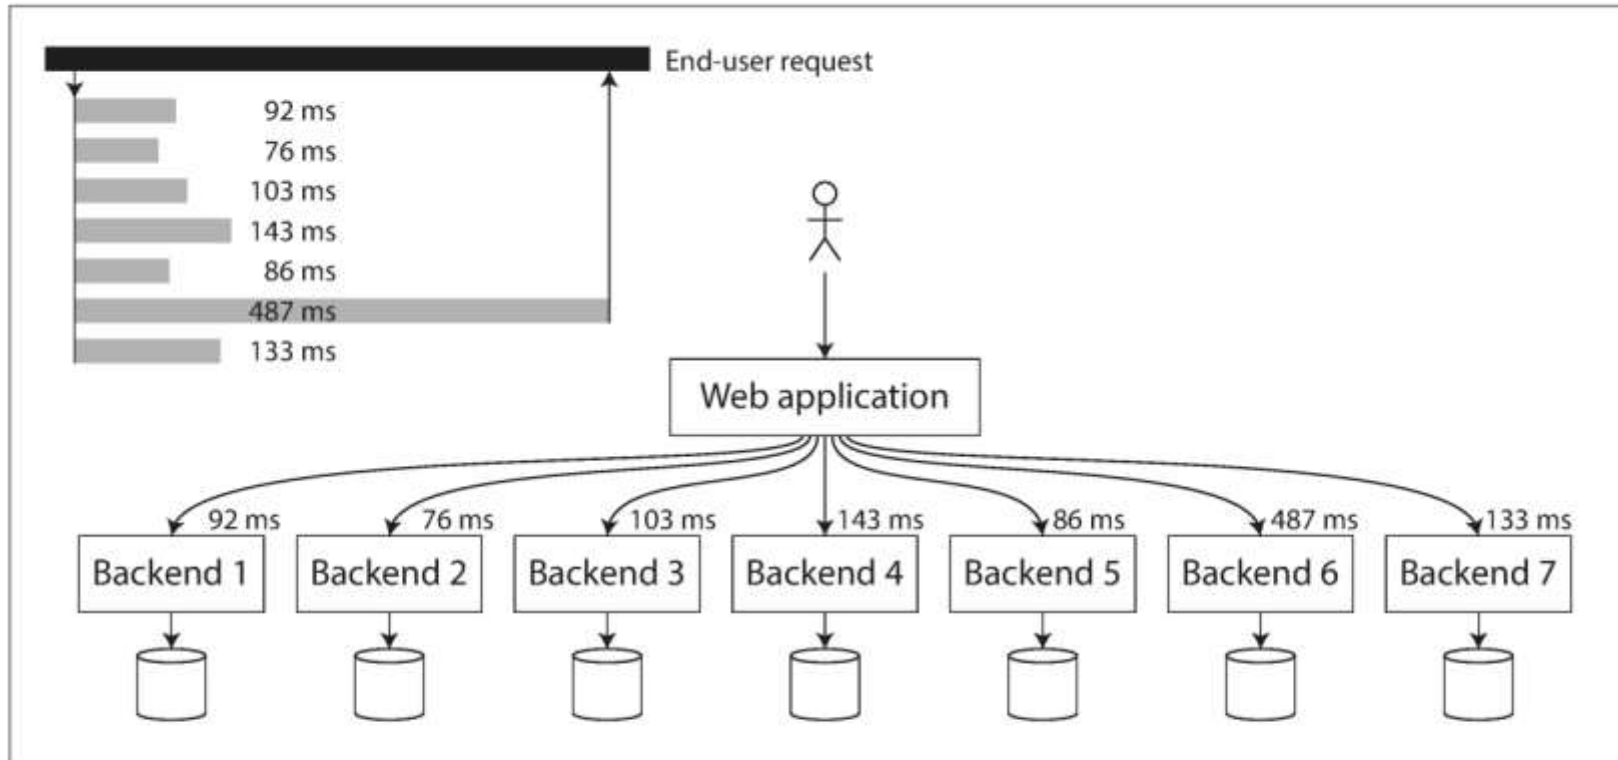 End-user request
92 ms
76 ms
103 ms
143 ms
86 ms
487 ms
133 ms
Web application
92 ms 76 ms 103 ms 143 ms 86 ms 487 ms 133 ms
Backend 1 Backend 2 Backend 3 Backend 4 Backend 5 Backend 6 Backend 7